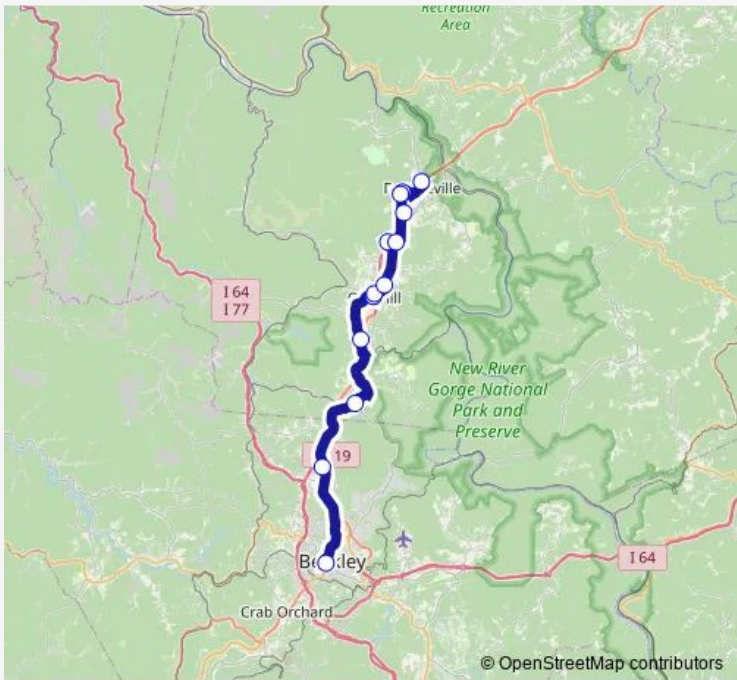 Recreation
Area
I 64
I 77
New River
Gorge National
Park and
Preserve
19
I 64
Crab Orchard
© OpenStreetMap contributors